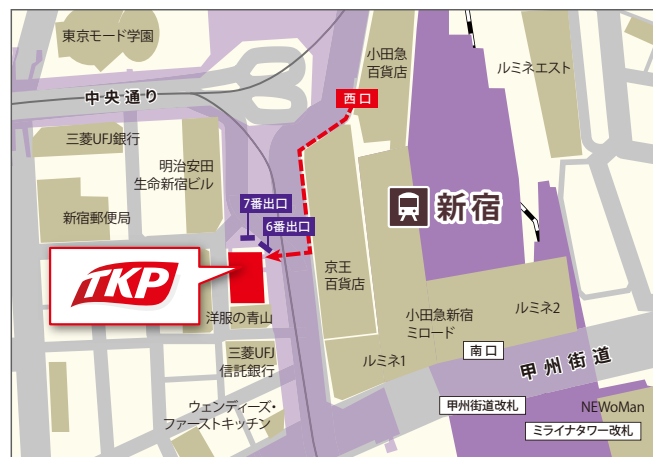 東京モード学園
小田急
百貨店
ルミネエスト
中央通り
西口
三菱UFJ銀行
明治安田
生命新宿ビル
新宿郵便局
7番出口
6番出口
新宿
TKP
京王
百貨店
洋服の青山
小田急新宿
ミロード
ルミネ2
三菱UFJ
信託銀行
ルミネ1
南口
甲州街道
ウェンディーズ・
ファーストキッチン
甲州街道改札
NEWoMan
ミライナタワー改札